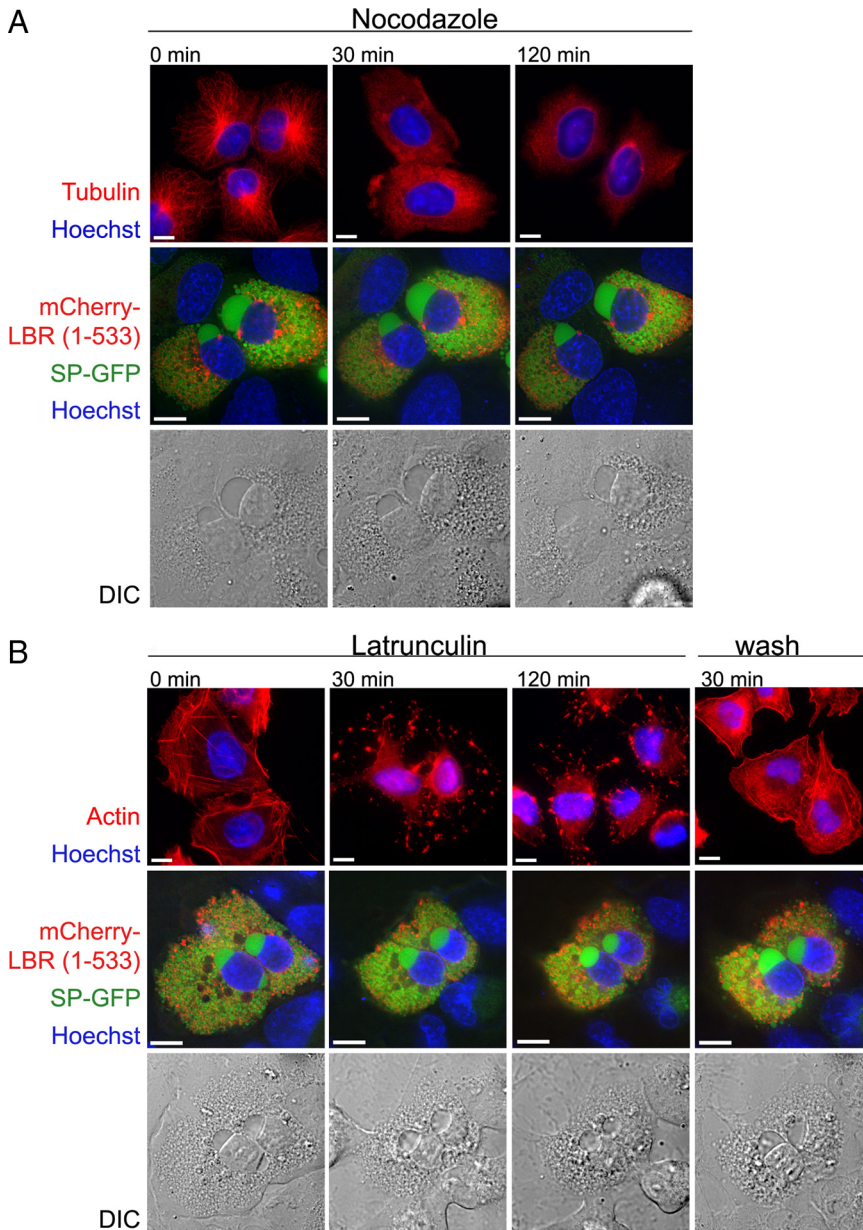 A
Nocodazole
0 min 30 min 120 min
Tubulin
Hoechst
mCherry-
LBR (1-533)
SP-GFP
Hoechst
DIC
B
Latrunculin wash
0 min 30 min 120 min 30 min
Actin
Hoechst
mCherry-
LBR (1-533)
SP-GFP
Hoechst
DIC